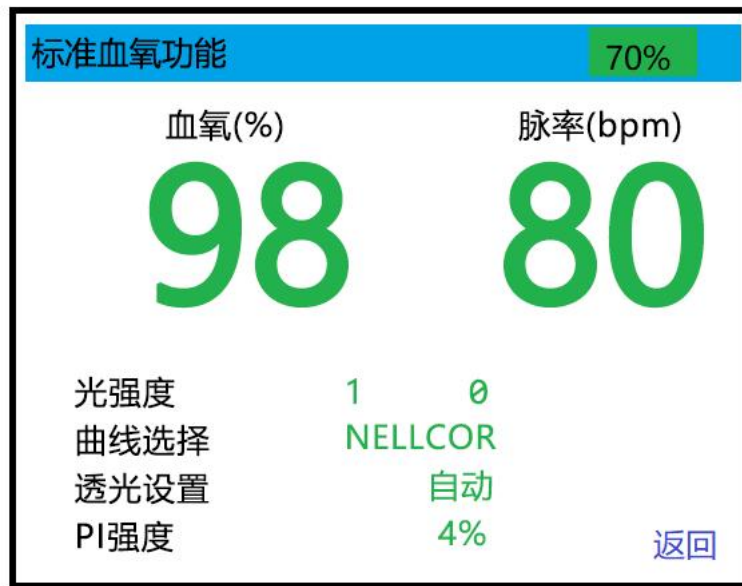 标准血氧功能 70%
血氧(%) 脉率(bpm)
98 80
光强度 1 0
曲线选择 NELLCOR
透光设置 自动
PI强度 4%
返回